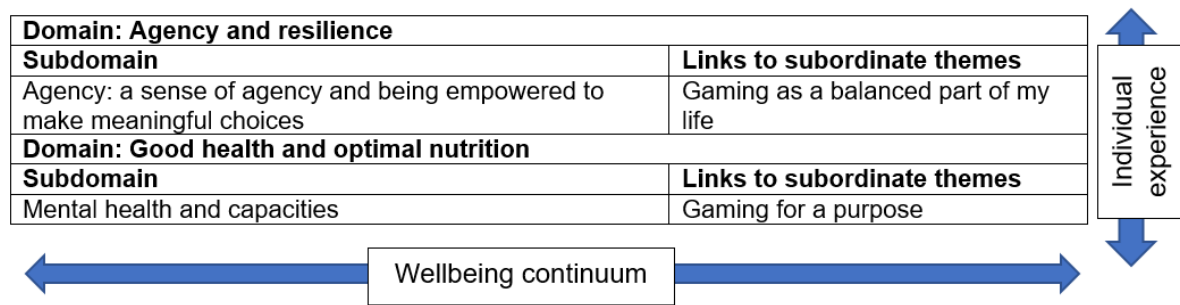 Domain: Agency and resilience
Subdomain
Links to subordinate themes
Agency: a sense of agency and being empowered to
make meaningful choices
Gaming as a balanced part of my
life
Domain: Good health and optimal nutrition
Subdomain
Links to subordinate themes
Mental health and capacities
Gaming for a purpose
Individual
experience
Wellbeing continuum